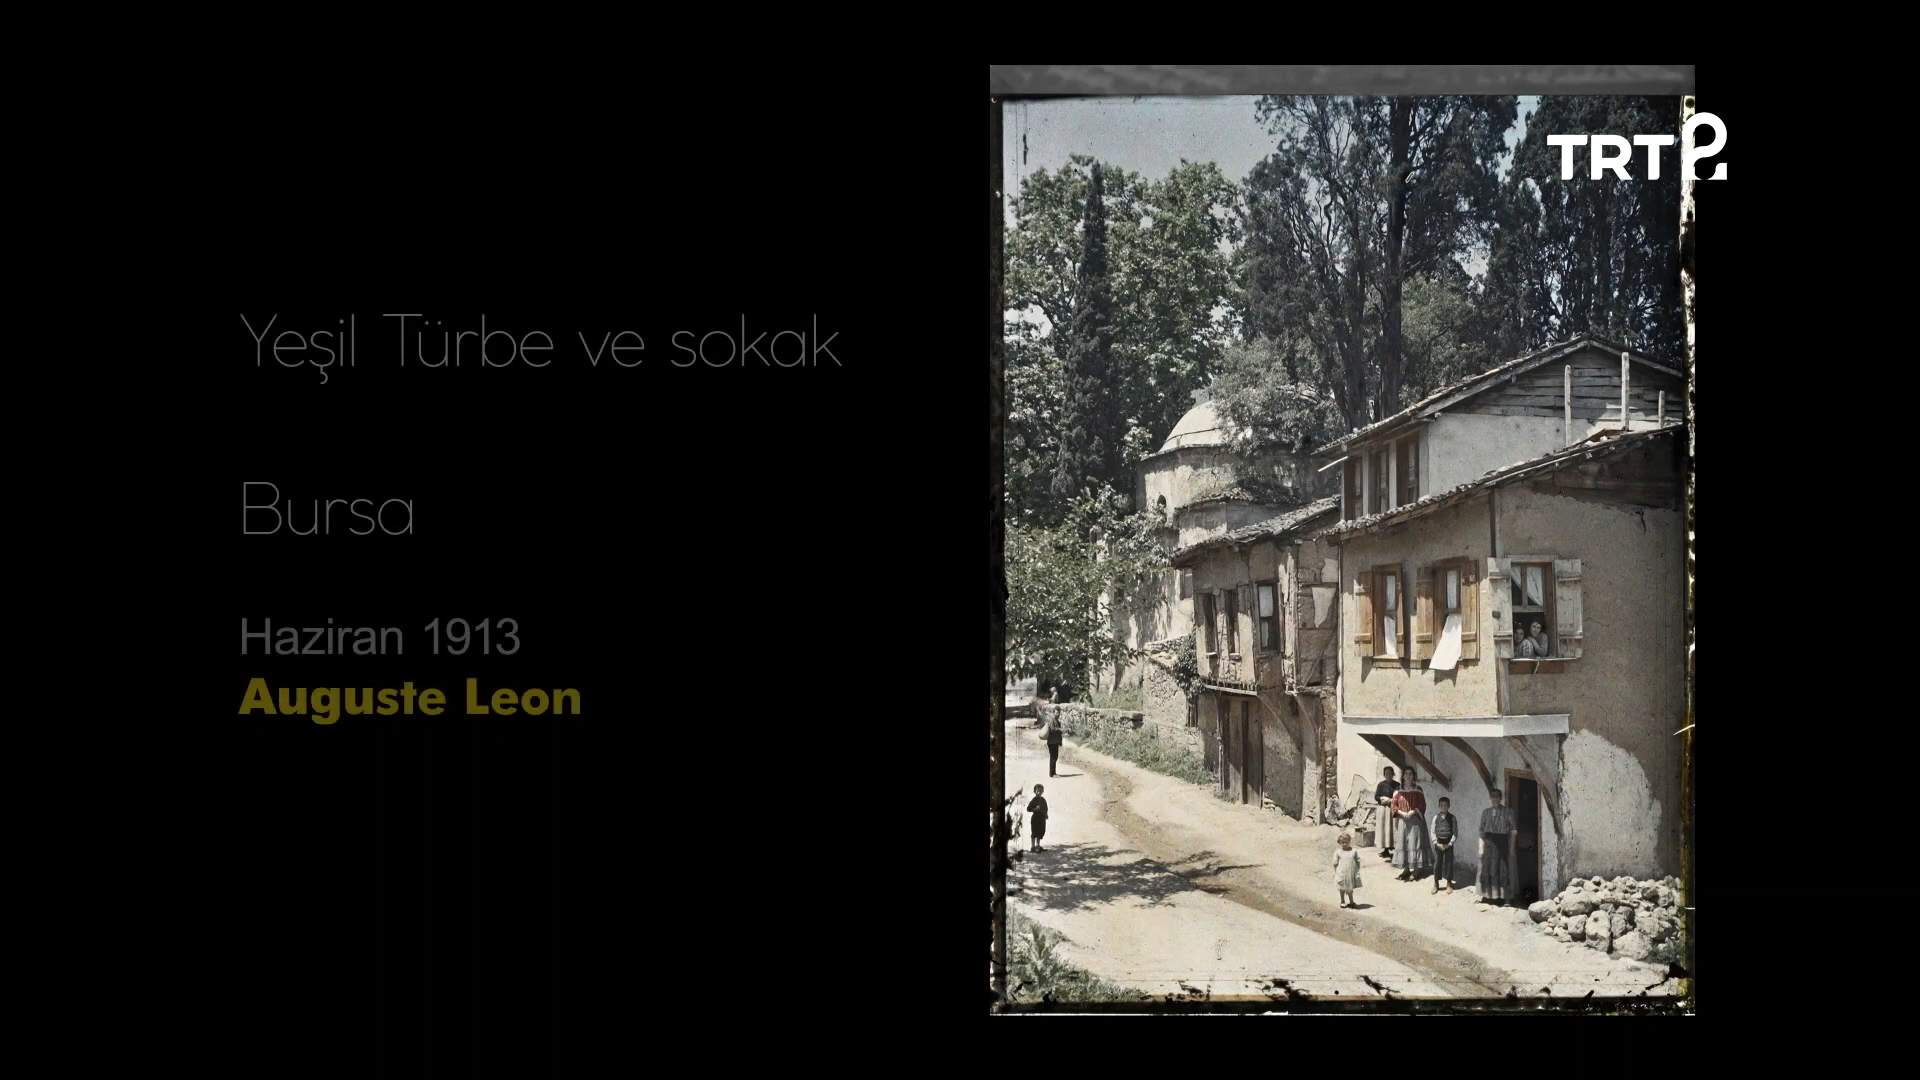 TRT2
Yeşil Türbe ve sokak
Bursa
Haziran 1913
Auguste Leon